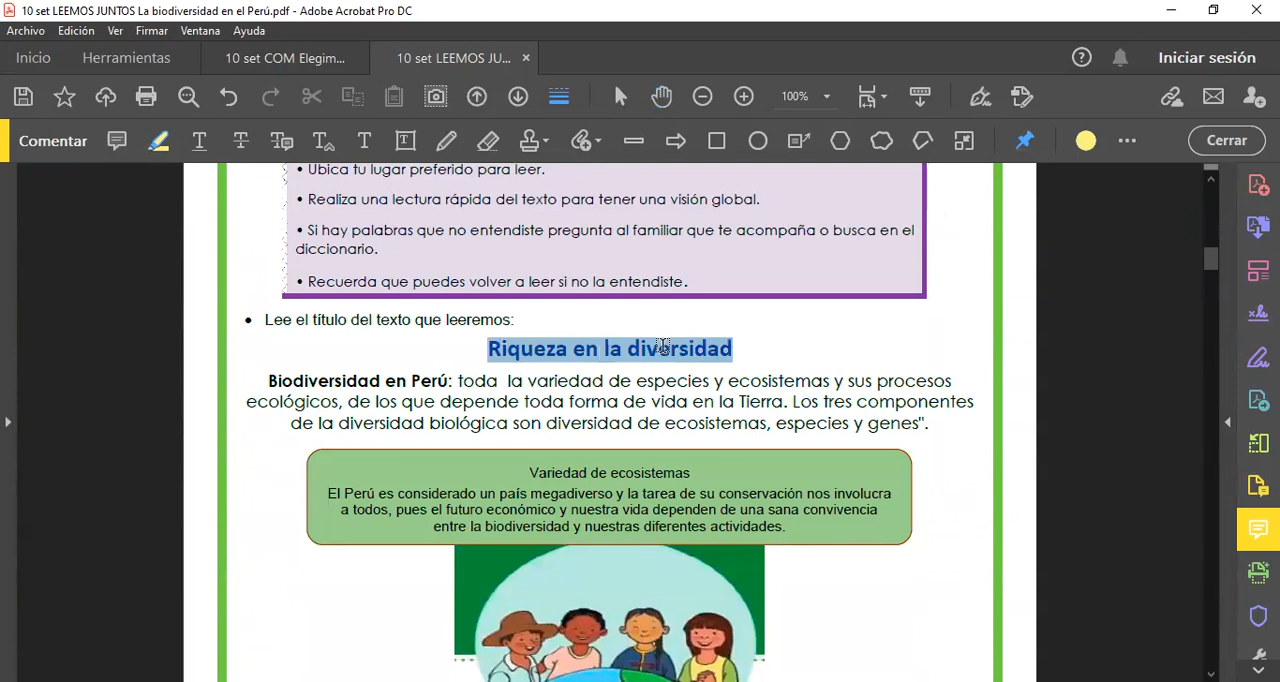 10 set LEEMOS JUNTOS La biodiversidad en el Perú.pdf - Adobe Acrobat Pro DC
Archivo Edición Ver Firmar Ventana Ayuda
Inicio Herramientas 10 set COM Elegim... 10 set LEEMOS JU... × Iniciar sesión
100%
Comentar Cerrar
• Ubica tu lugar preferido para leer.
• Realiza una lectura rápida del texto para tener una visión global.
• Si hay palabras que no entendiste pregunta al familiar que te acompaña o busca en el
diccionario.
• Recuerda que puedes volver a leer si no la entendiste.
• Lee el título del texto que leeremos:
Riqueza en la diversidad
Biodiversidad en Perú: toda la variedad de especies y ecosistemas y sus procesos
ecológicos, de los que depende toda forma de vida en la Tierra. Los tres componentes
de la diversidad biológica son diversidad de ecosistemas, especies y genes".
Variedad de ecosistemas
El Perú es considerado un país megadiverso y la tarea de su conservación nos involucra
a todos, pues el futuro económico y nuestra vida dependen de una sana convivencia
entre la biodiversidad y nuestras diferentes actividades.